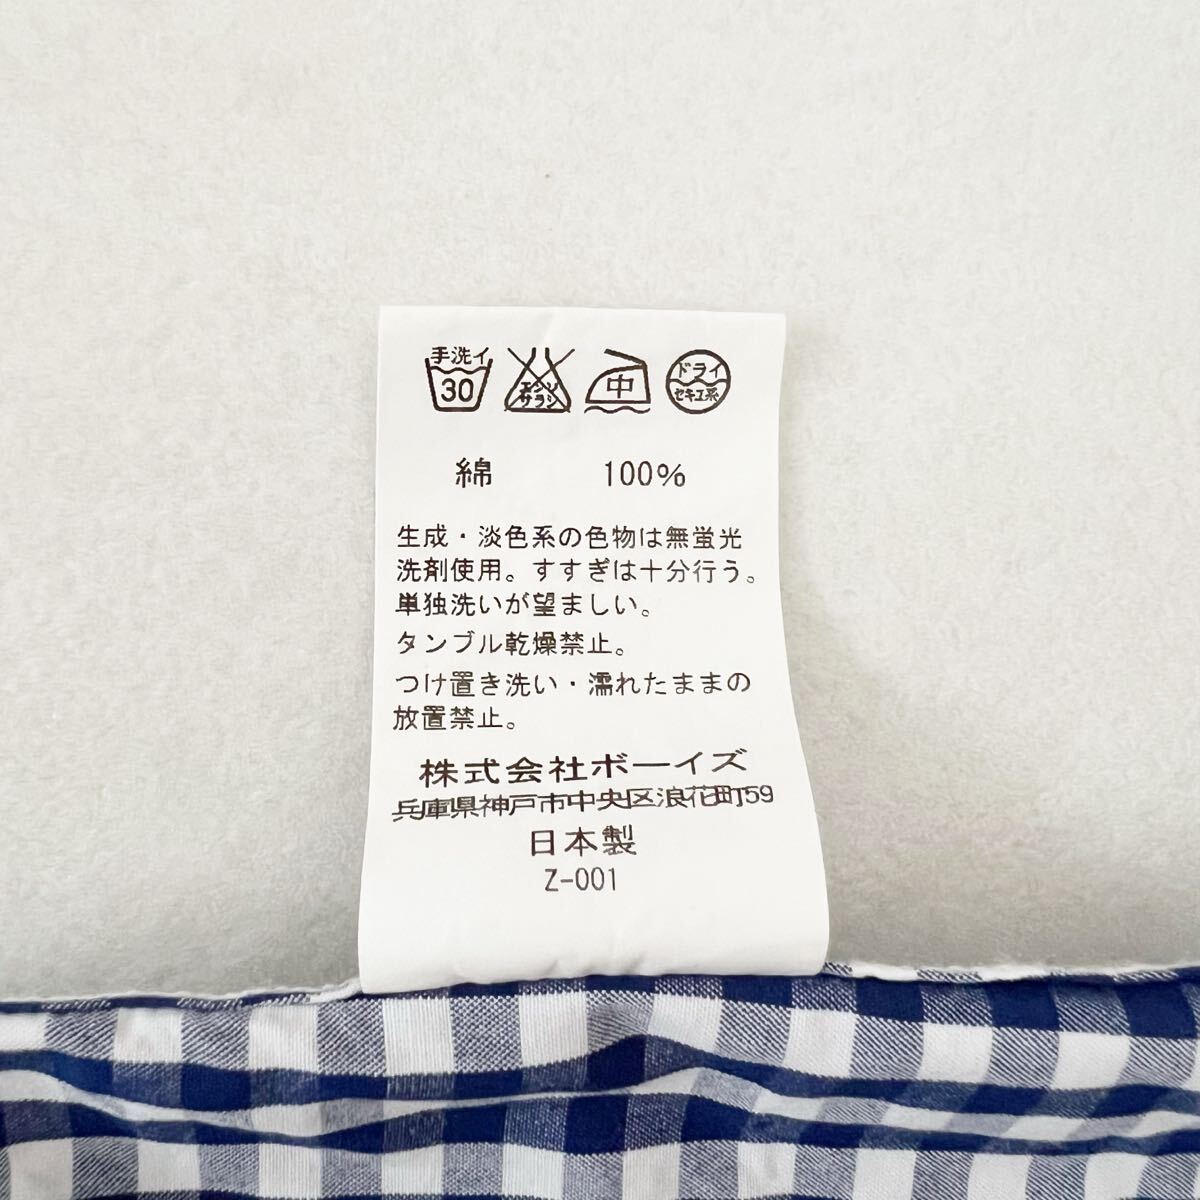 手洗イ
30
エンソ
サラシ
中
ドライ
セキユ系
綿 100%
生成・淡色系の色物は無蛍光
洗剤使用。すすぎは十分行う。
単独洗いが望ましい。
タンブル乾燥禁止。
つけ置き洗い・濡れたままの
放置禁止。
株式会社ボーイズ
兵庫県神戸市中央区浪花町59
日本製
Z-001